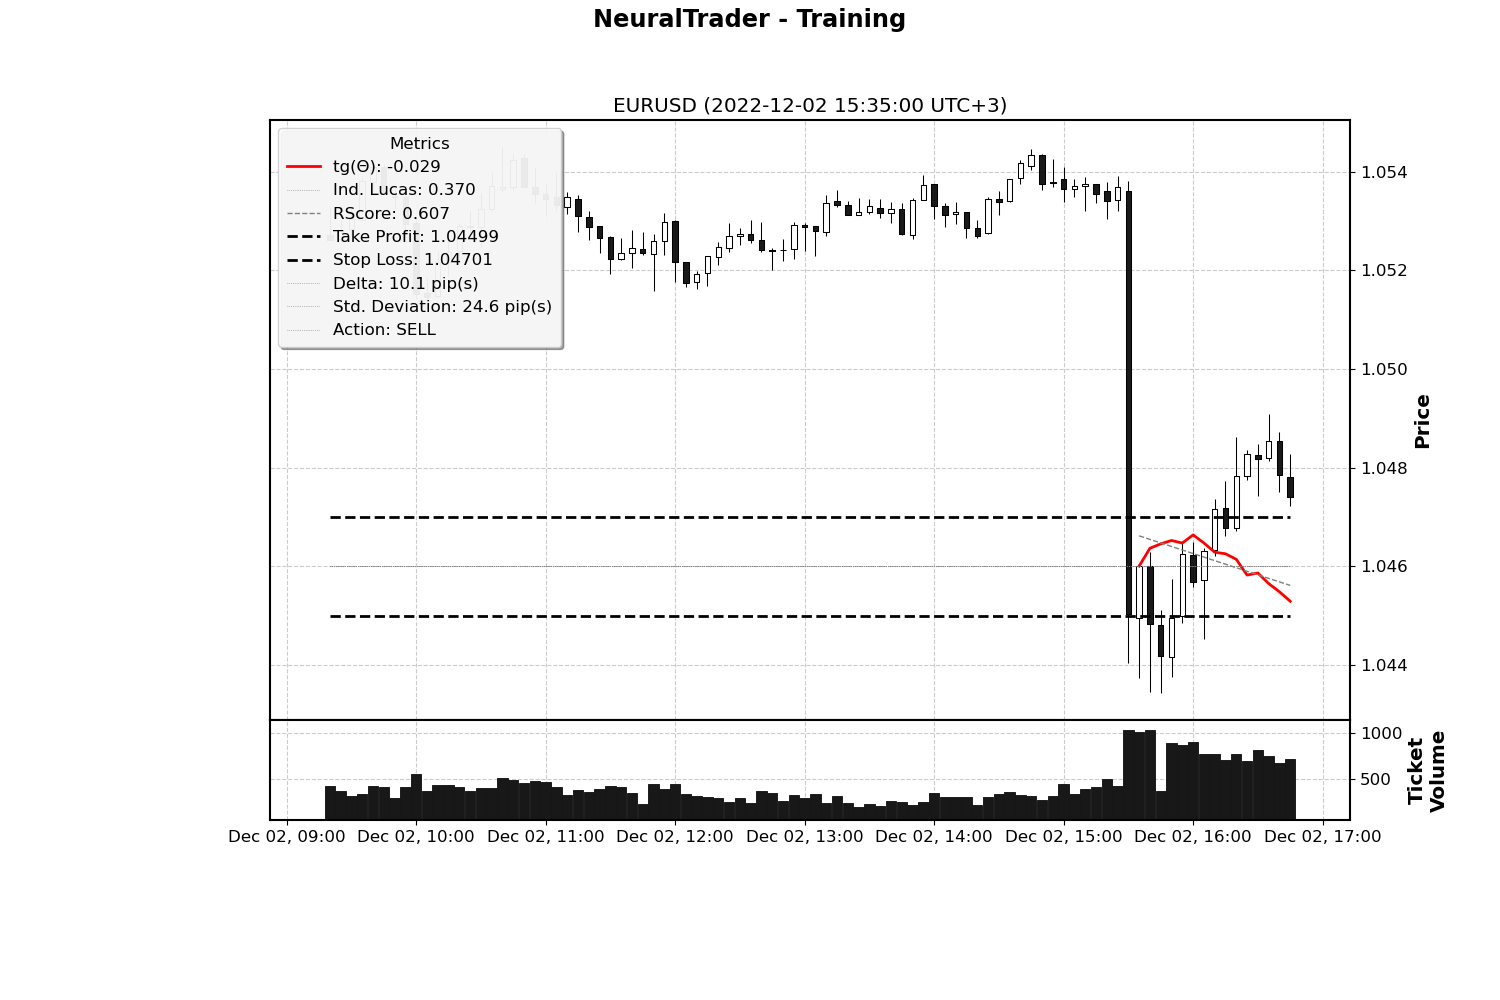 NeuralTrader - Training
EURUSD (2022-12-02 15:35:00 UTC+3)
Metrics
tg(Θ): -0.029
Ind. Lucas: 0.370
RScore: 0.607
Take Profit: 1.04499
Stop Loss: 1.04701
Delta: 10.1 pip(s)
Std. Deviation: 24.6 pip(s)
Action: SELL
1.054
1.052
1.050
1.048
1.046
1.044
Price
1000
500
Ticket
Volume
Dec 02, 09:00 Dec 02, 10:00 Dec 02, 11:00 Dec 02, 12:00 Dec 02, 13:00 Dec 02, 14:00 Dec 02, 15:00 Dec 02, 16:00 Dec 02, 17:00